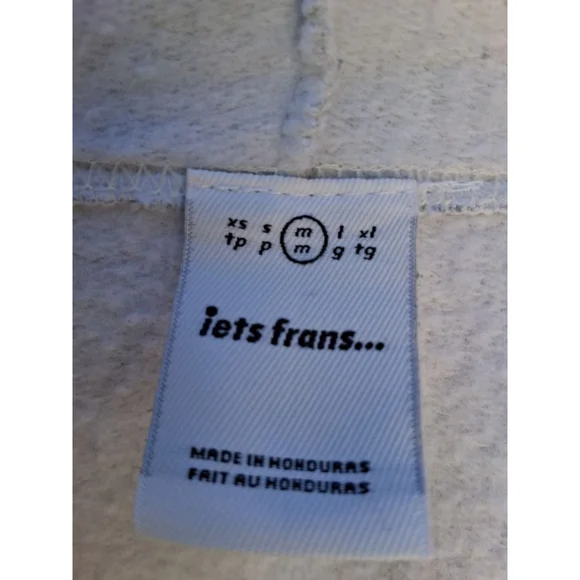 xs s m l xl
tp p m g tg
iets frans...
MADE IN HONDURAS
FAIT AU HONDURAS